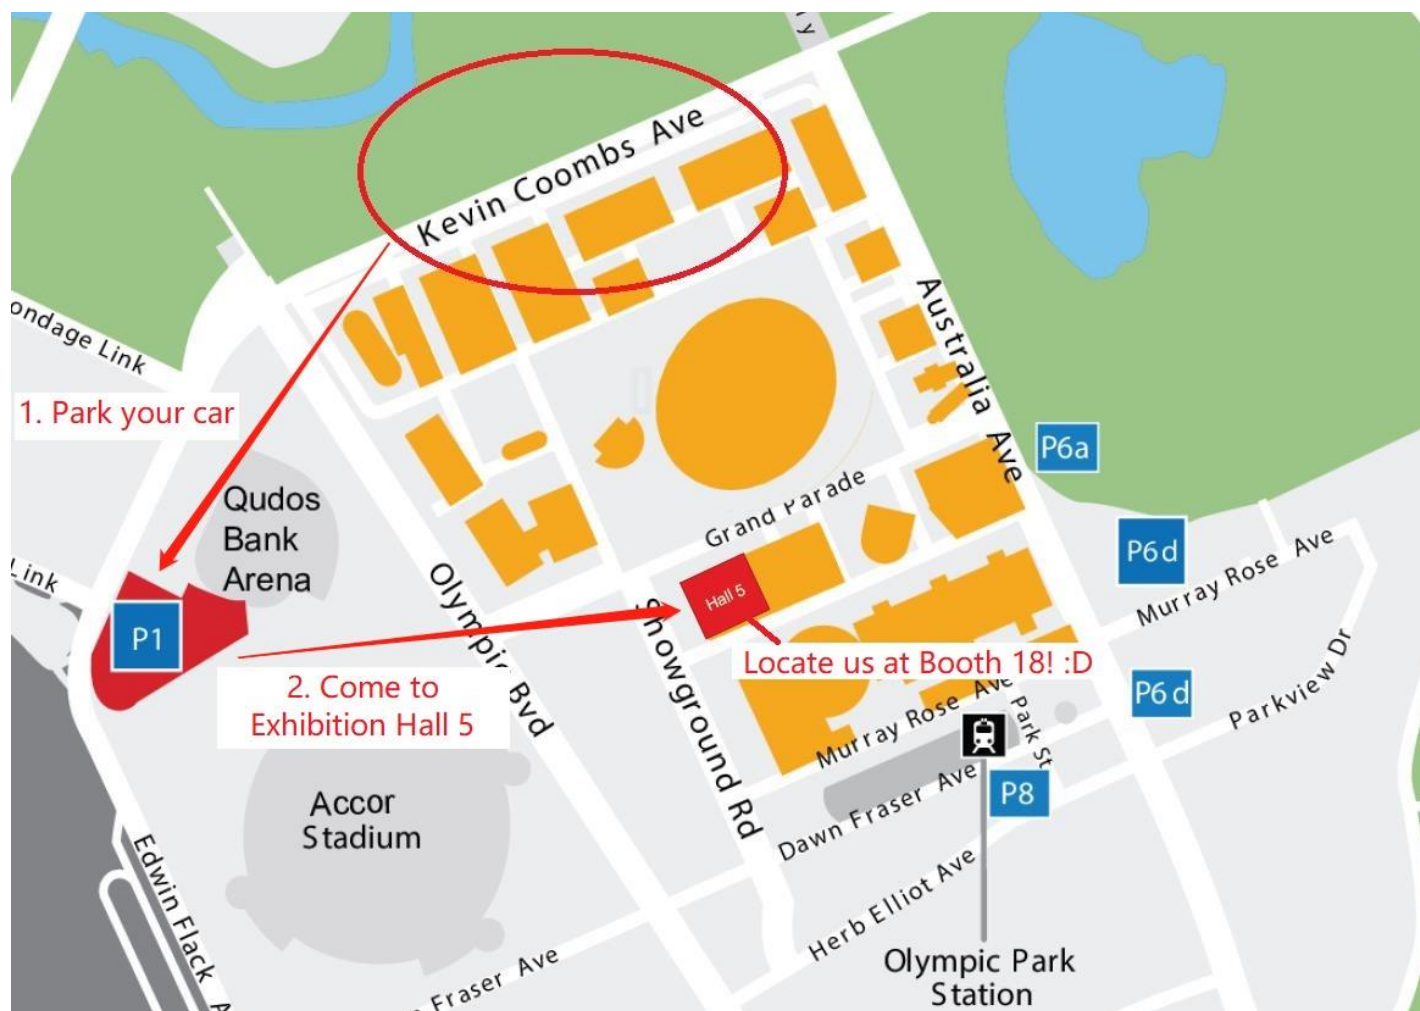 Kevin Coombs Ave
ondage Link
Australia Ave
1. Park your car
P6a
Qudos
Bank
Arena
Grand Parade
P6d
Murray Rose Ave
Link
Hall 5
P1
Olympic Bvd
Showground Rd
Locate us at Booth 18! :D
2. Come to
Exhibition Hall 5
P6d
Parkview Dr
Murray Rose Ave
Park St
P8
Accor
Stadium
Dawn Fraser Ave
Edwin Flack A
Herb Elliot Ave
Fraser Ave
Olympic Park
Station